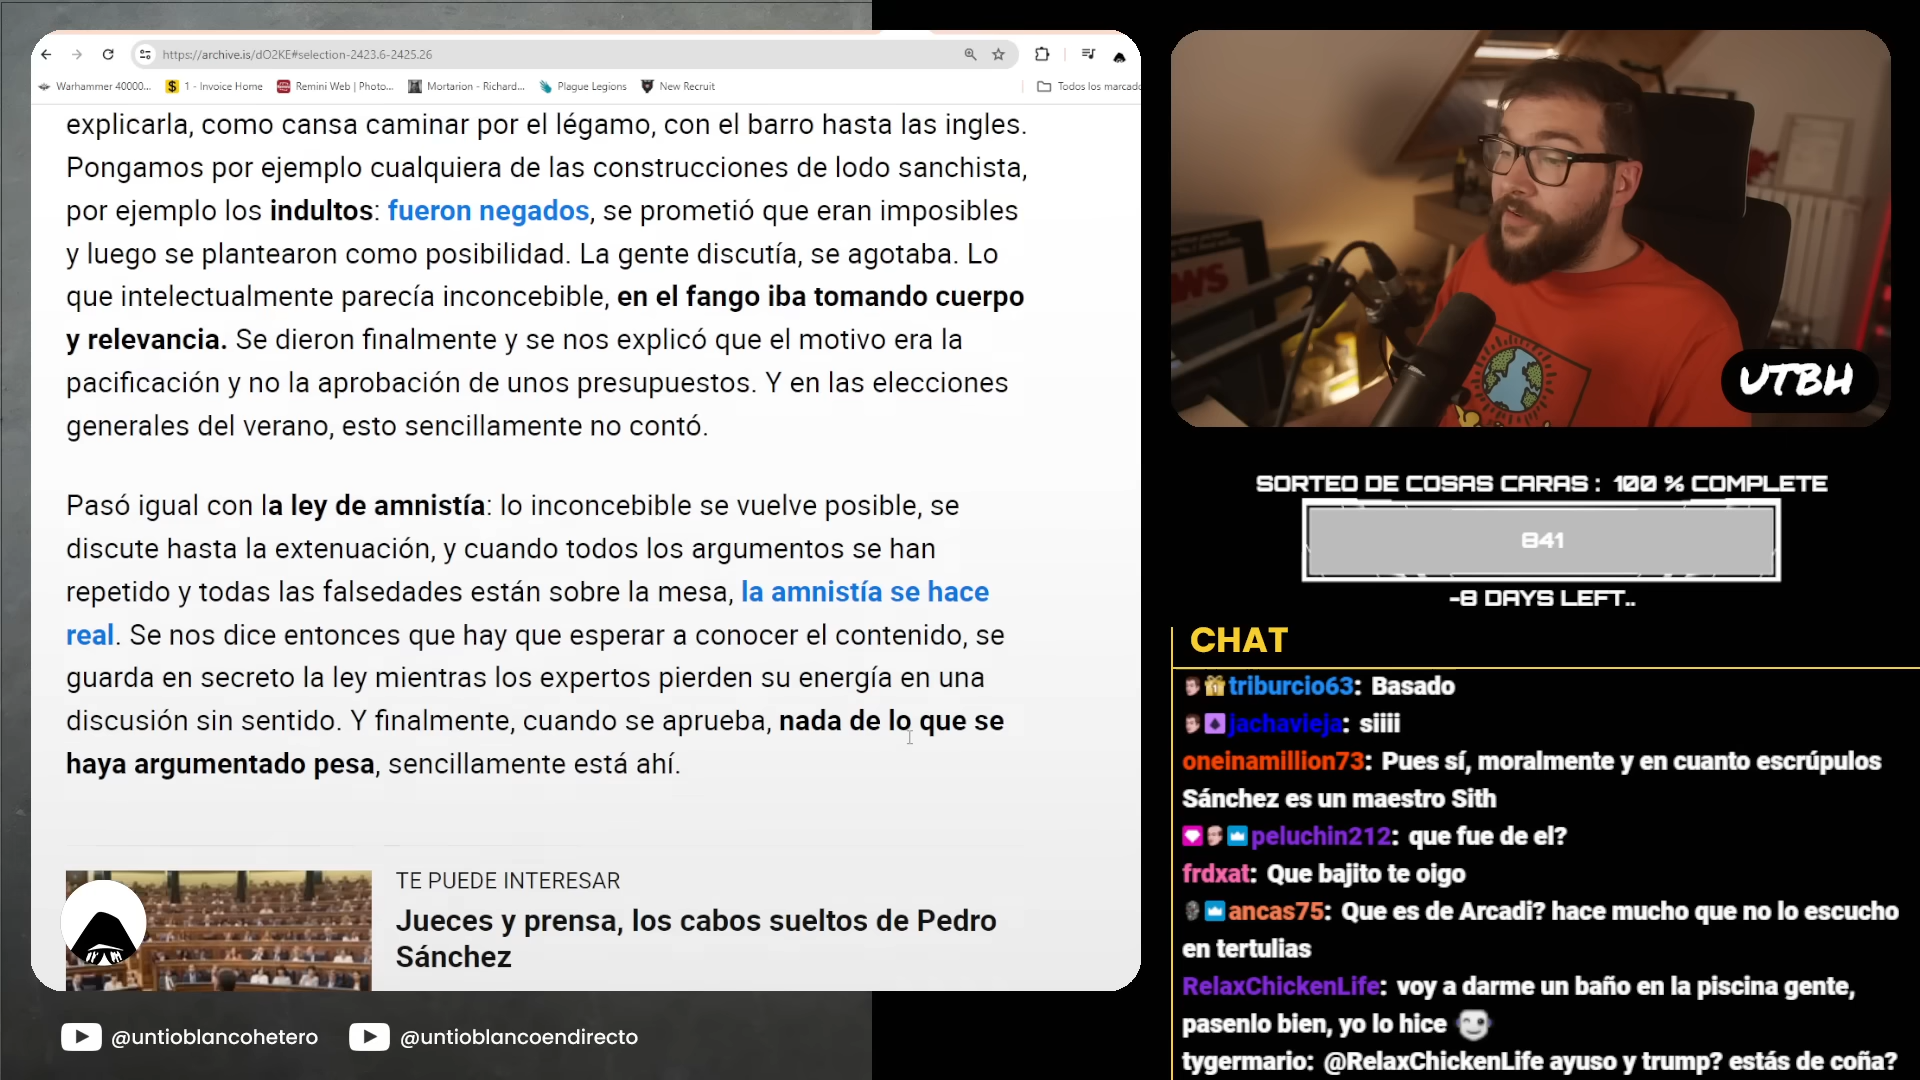 https://archive.is/dO2KE#selection-2423.6-2425.26
Warhammer 40000...
1 - Invoice Home
Remini Web | Photo...
Mortarion - Richard...
Plague Legions
New Recruit
Todos los marcado
explicarla, como cansa caminar por el légamo, con el barro hasta las ingles.
Pongamos por ejemplo cualquiera de las construcciones de lodo sanchista,
por ejemplo los indultos: fueron negados, se prometió que eran imposibles
y luego se plantearon como posibilidad. La gente discutía, se agotaba. Lo
que intelectualmente parecía inconcebible, en el fango iba tomando cuerpo
y relevancia. Se dieron finalmente y se nos explicó que el motivo era la
pacificación y no la aprobación de unos presupuestos. Y en las elecciones
generales del verano, esto sencillamente no contó.
Pasó igual con la ley de amnistía: lo inconcebible se vuelve posible, se
discute hasta la extenuación, y cuando todos los argumentos se han
repetido y todas las falsedades están sobre la mesa, la amnistía se hace
real. Se nos dice entonces que hay que esperar a conocer el contenido, se
guarda en secreto la ley mientras los expertos pierden su energía en una
discusión sin sentido. Y finalmente, cuando se aprueba, nada de lo que se
haya argumentado pesa, sencillamente está ahí.
TE PUEDE INTERESAR
Jueces y prensa, los cabos sueltos de Pedro
Sánchez
@untioblancohetero
@untioblancoendirecto
UTBH
SORTEO DE COSAS CARAS : 100 % COMPLETE
841
-8 DAYS LEFT..
CHAT
triburcio63: Basado
jachavieja: siiii
oneinamillion73: Pues sí, moralmente y en cuanto escrúpulos
Sánchez es un maestro Sith
peluchin212: que fue de el?
frdxat: Que bajito te oigo
ancas75: Que es de Arcadi? hace mucho que no lo escucho
en tertulias
RelaxChickenLife: voy a darme un baño en la piscina gente,
pasenlo bien, yo lo hice
tygermario: @RelaxChickenLife ayuso y trump? estás de coña?